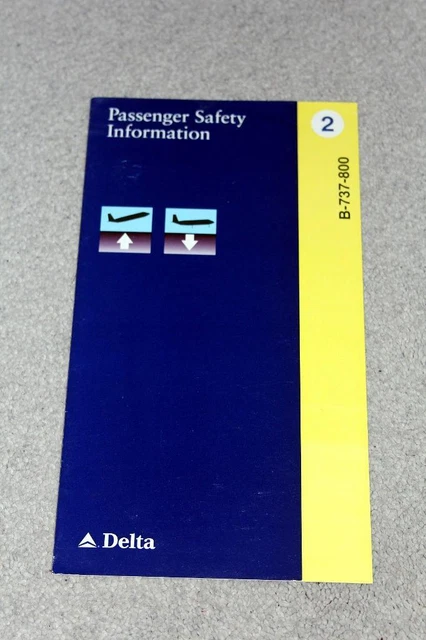 Passenger Safety
Information
2
B-737-800
Delta